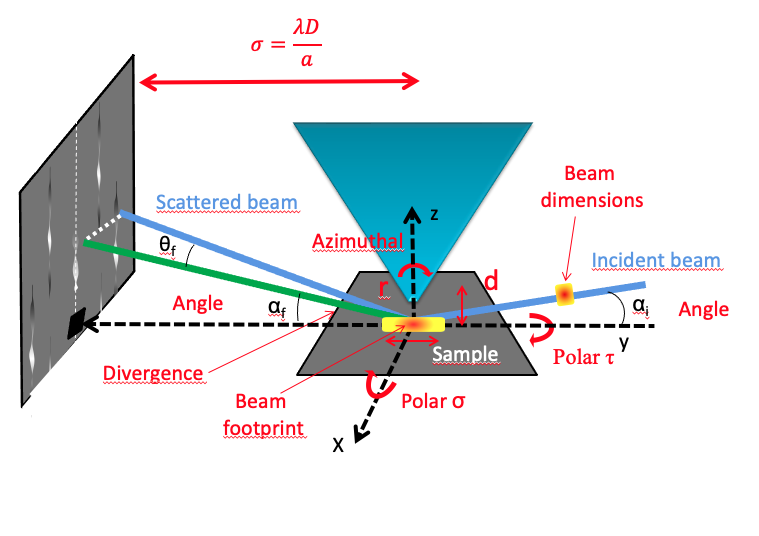 σ = λD / a
Beam
dimensions
Scattered beam
z
Azimuthal
θf
Incident beam
r
d
Angle
αf
αi
Angle
y
Sample
Polar τ
Divergence
Beam
footprint
Polar σ
X